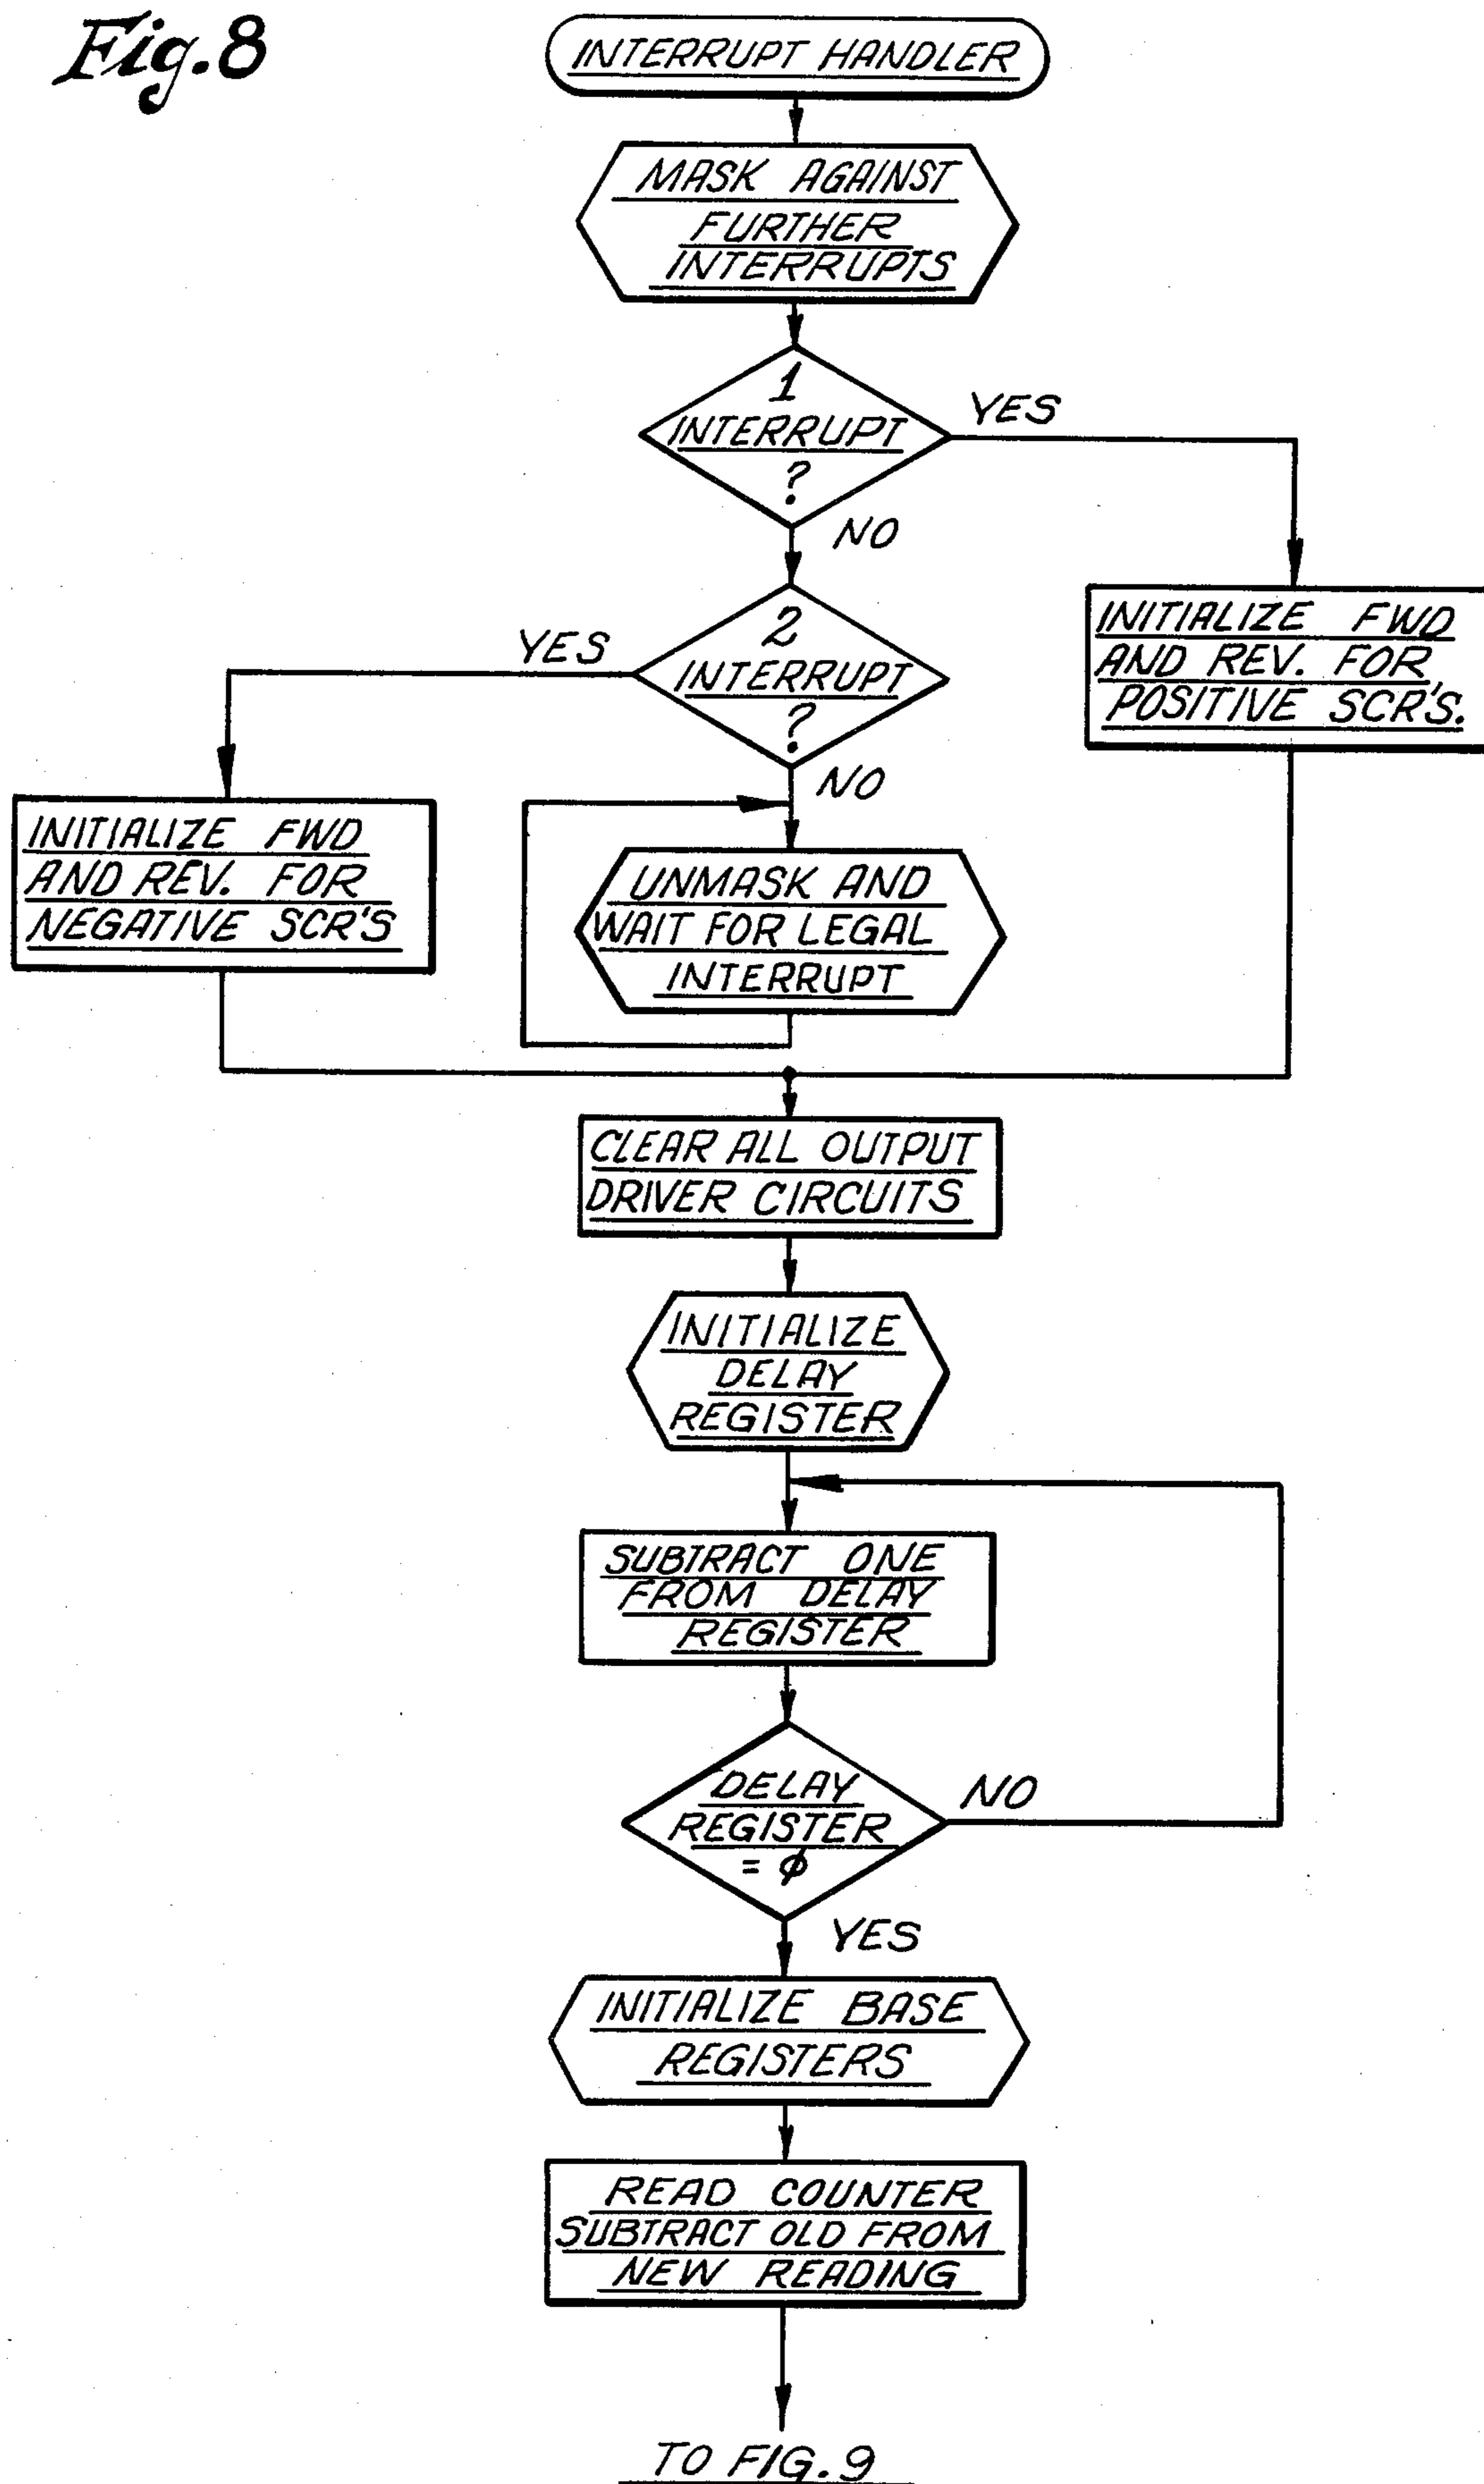 Fig. 8
INTERRUPT HANDLER
MASK AGAINST
FURTHER
INTERRUPTS
1
INTERRUPT
?
YES
NO
2
INTERRUPT
?
YES
NO
INITIALIZE FWD
AND REV. FOR
POSITIVE SCR'S.
INITIALIZE FWD
AND REV. FOR
NEGATIVE SCR'S
UNMASK AND
WAIT FOR LEGAL
INTERRUPT
CLEAR ALL OUTPUT
DRIVER CIRCUITS
INITIALIZE
DELAY
REGISTER
SUBTRACT ONE
FROM DELAY
REGISTER
DELAY
REGISTER
= ϕ
NO
YES
INITIALIZE BASE
REGISTERS
READ COUNTER
SUBTRACT OLD FROM
NEW READING
TO FIG. 9